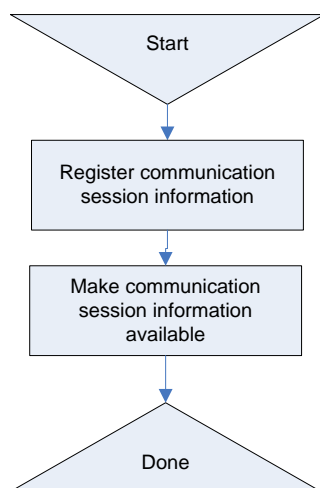 Start
Register communication
session information
Make communication
session information
available
Done